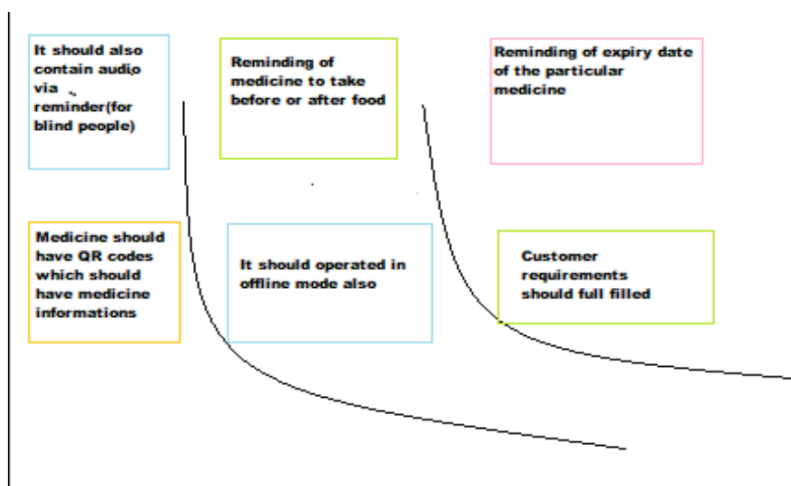 It should also
contain audio
via
reminder(for
blind people)
Reminding of
medicine to take
before or after food
Reminding of expiry date
of the particular
medicine
Medicine should
have QR codes
which should
have medicine
informations
It should operated in
offline mode also
Customer
requirements
should full filled